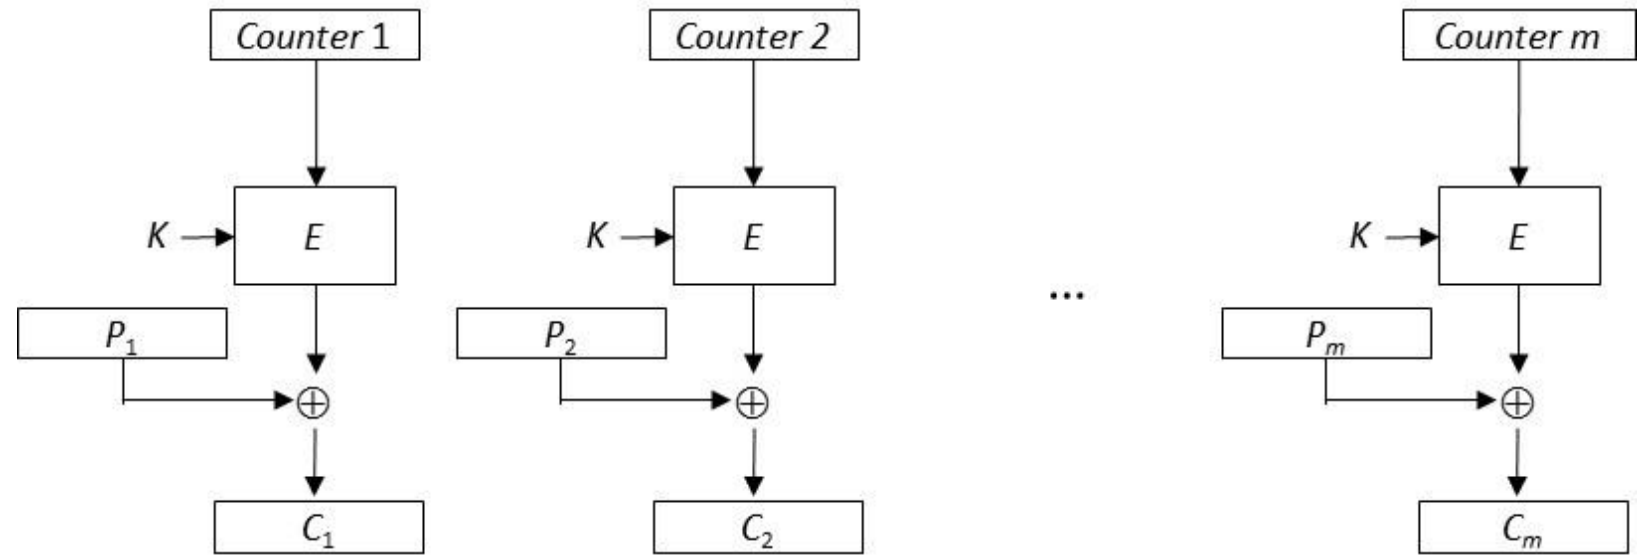 Counter 1
Counter 2
Counter m
K
E
K
E
K
E
...
P₁
P₂
Pₘ
C₁
C₂
Cₘ